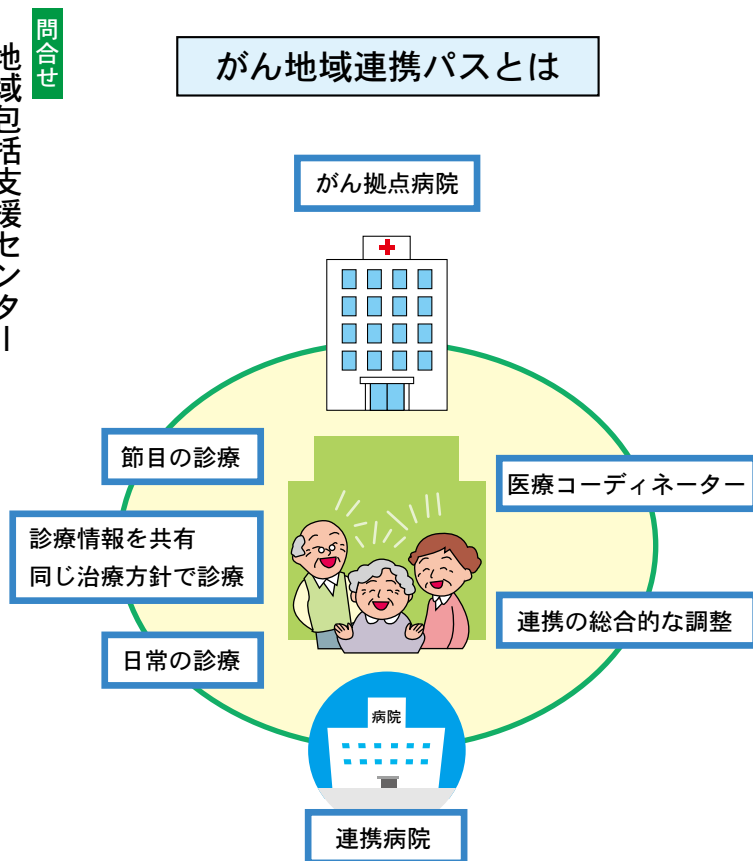 問合せ
地域包括支援センター
がん地域連携パスとは
がん拠点病院
節目の診療
医療コーディネーター
診療情報を共有
同じ治療方針で診療
連携の総合的な調整
日常の診療
病院
連携病院